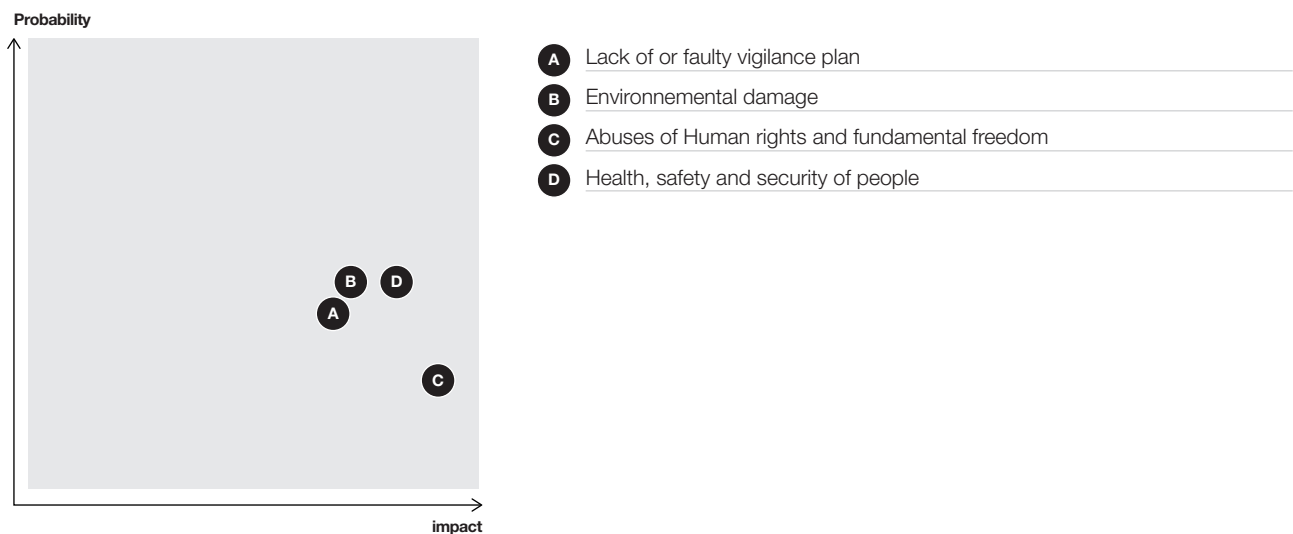 Probability
A Lack of or faulty vigilance plan
B Environnemental damage
C Abuses of Human rights and fundamental freedom
D Health, safety and security of people
B D
A
C
impact